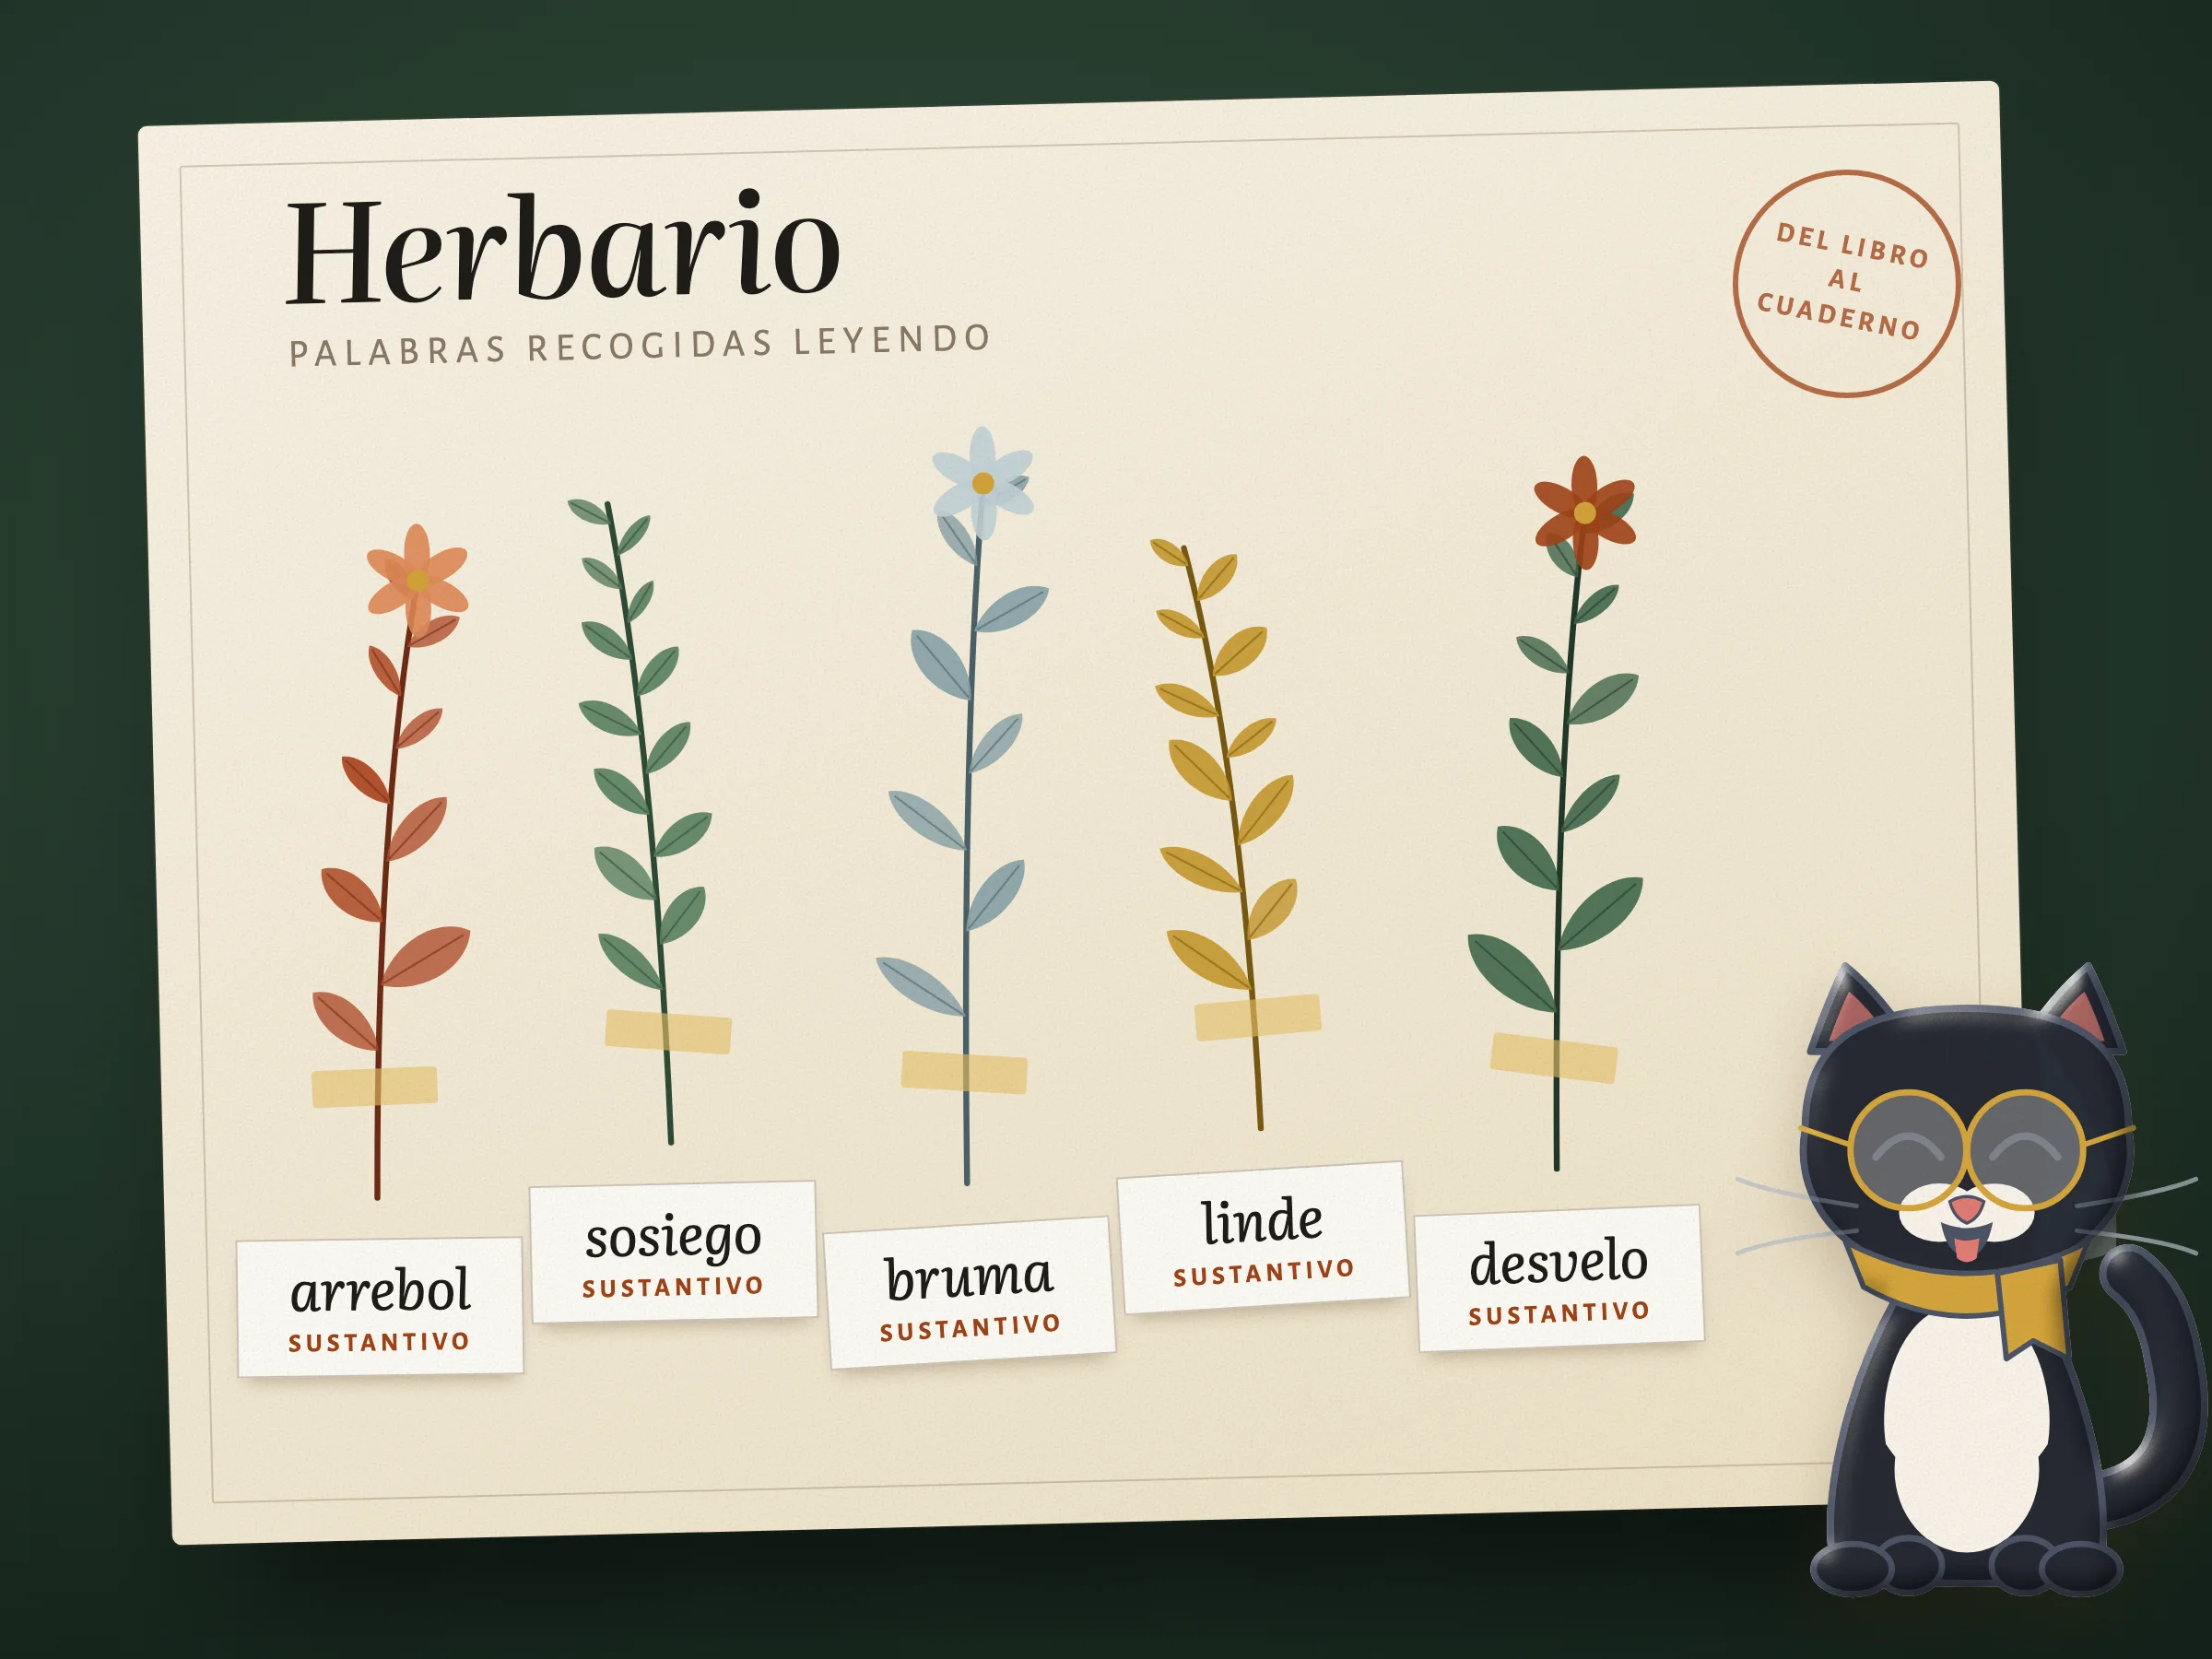 Herbario
PALABRAS RECOGIDAS LEYENDO
DEL LIBRO
AL
CUADERNO
arrebol
SUSTANTIVO
sosiego
SUSTANTIVO
bruma
SUSTANTIVO
linde
SUSTANTIVO
desvelo
SUSTANTIVO